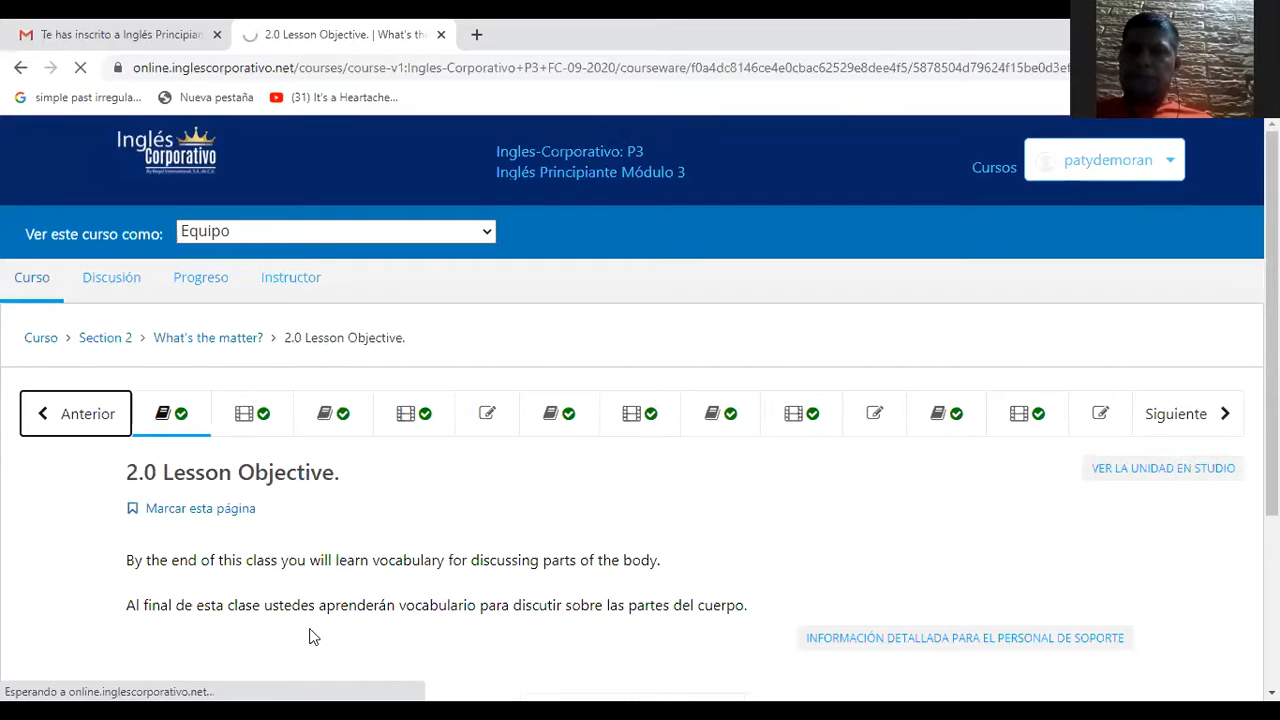 Te has inscrito a Inglés Principian
2.0 Lesson Objective. | What's th
online.inglescorporativo.net/courses/course-v1:Ingles-Corporativo+P3+FC-09-2020/courseware/f0a4dc8146ce4e0cbac62529e8dee4f5/5878504d79624f15be0d3ef
simple past irregula...
Nueva pestaña
(31) It's a Heartache...
Inglés
Corporativo
Ingles-Corporativo: P3
Inglés Principiante Módulo 3
Cursos
patydemoran
Ver este curso como:
Equipo
Curso
Discusión
Progreso
Instructor
Curso > Section 2 > What's the matter? > 2.0 Lesson Objective.
Anterior
Siguiente
2.0 Lesson Objective.
VER LA UNIDAD EN STUDIO
Marcar esta página
By the end of this class you will learn vocabulary for discussing parts of the body.
Al final de esta clase ustedes aprenderán vocabulario para discutir sobre las partes del cuerpo.
INFORMACIÓN DETALLADA PARA EL PERSONAL DE SOPORTE
Esperando a online.inglescorporativo.net...